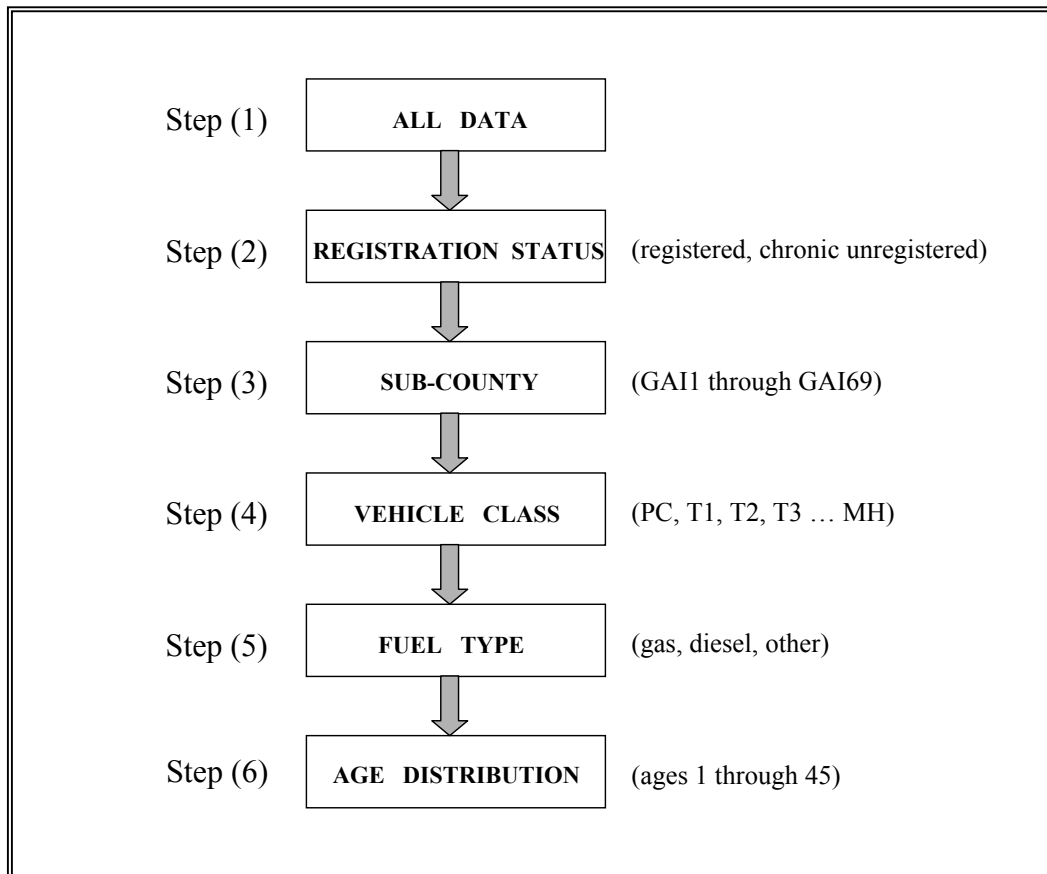 Step (1) ALL DATA
Step (2) REGISTRATION STATUS (registered, chronic unregistered)
Step (3) SUB-COUNTY (GAI1 through GAI69)
Step (4) VEHICLE CLASS (PC, T1, T2, T3 … MH)
Step (5) FUEL TYPE (gas, diesel, other)
Step (6) AGE DISTRIBUTION (ages 1 through 45)